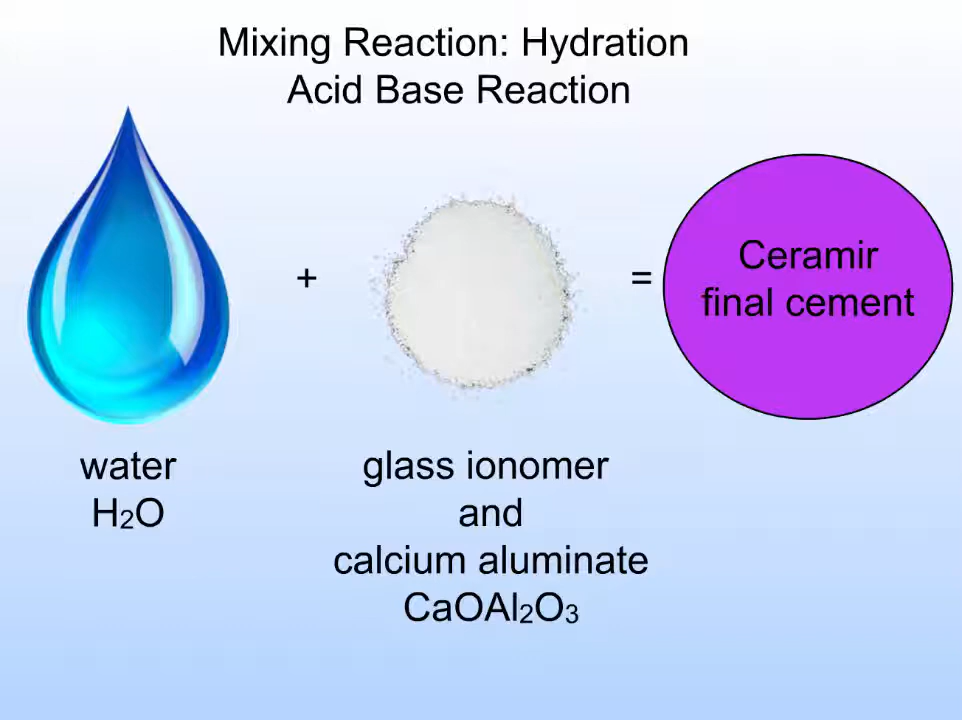 Mixing Reaction: Hydration
Acid Base Reaction
+
=
Ceramir
final cement
water
H₂O
glass ionomer
and
calcium aluminate
CaOAl₂O₃